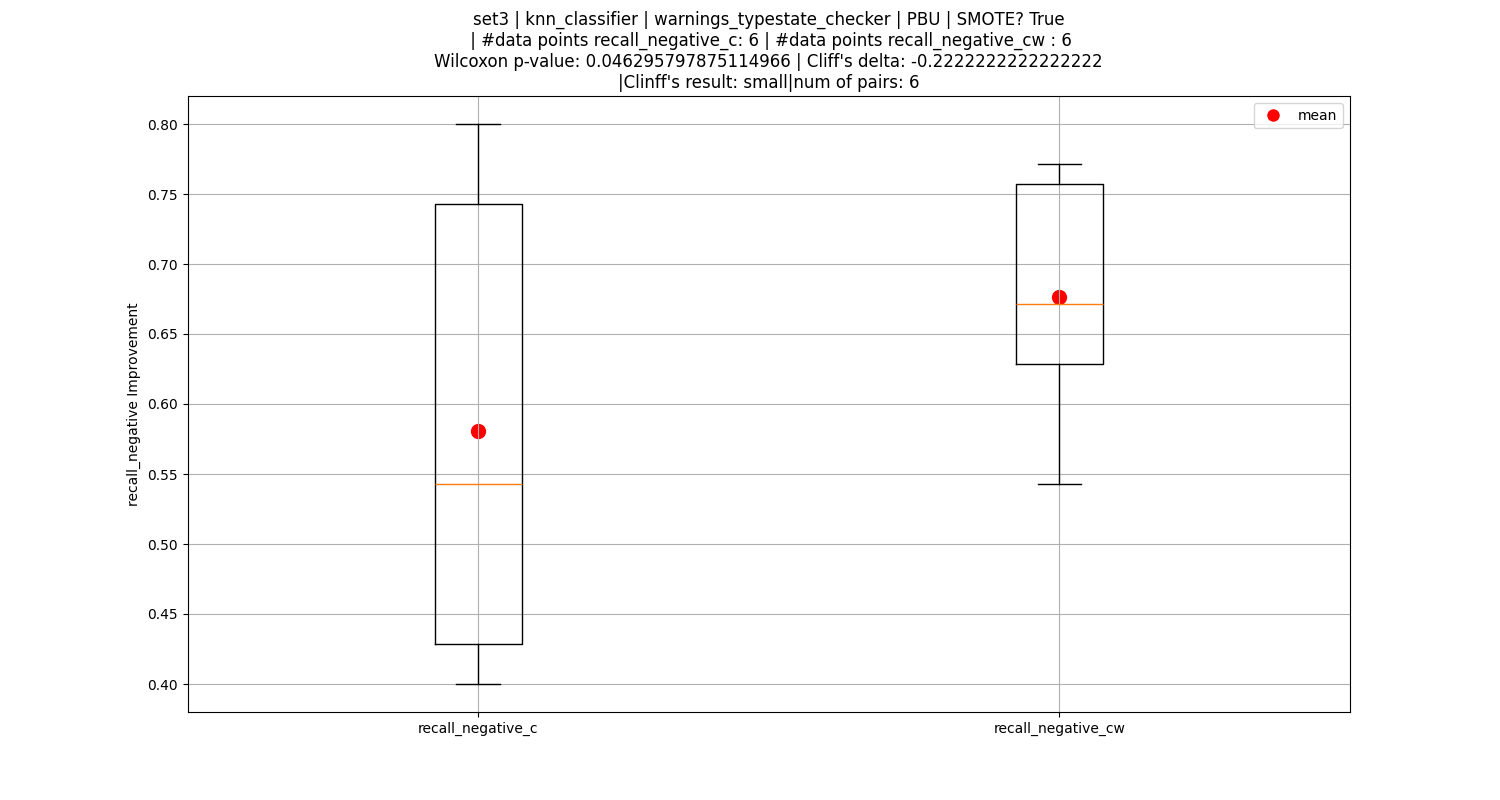 set3 | knn_classifier | warnings_typestate_checker | PBU | SMOTE? True
| #data points recall_negative_c: 6 | #data points recall_negative_cw : 6
Wilcoxon p-value: 0.046295797875114966 | Cliff's delta: -0.2222222222222222
|Clinff's result: small|num of pairs: 6
mean
0.80
0.75
0.70
0.65
0.60
0.55
0.50
0.45
0.40
recall_negative Improvement
recall_negative_c
recall_negative_cw